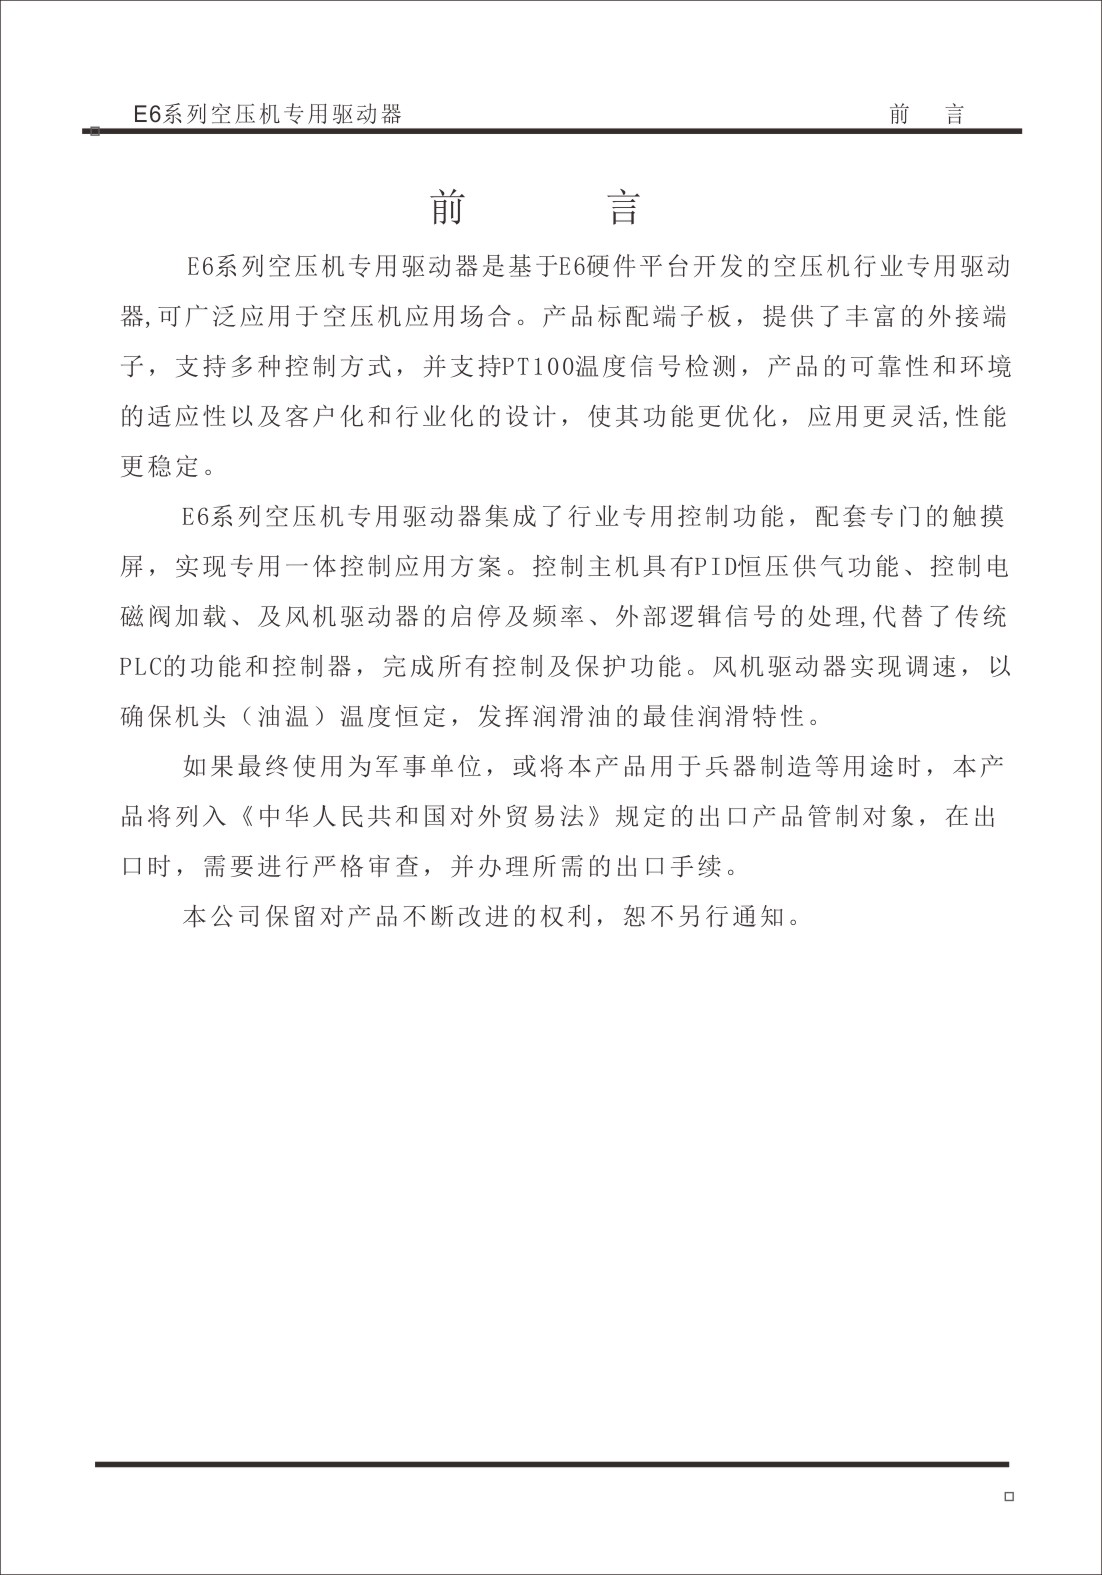 E6系列空压机专用驱动器 前 言
前 言
E6系列空压机专用驱动器是基于E6硬件平台开发的空压机行业专用驱动
器,可广泛应用于空压机应用场合。产品标配端子板，提供了丰富的外接端
子，支持多种控制方式，并支持PT100温度信号检测，产品的可靠性和环境
的适应性以及客户化和行业化的设计，使其功能更优化，应用更灵活,性能
更稳定。
E6系列空压机专用驱动器集成了行业专用控制功能，配套专门的触摸
屏，实现专用一体控制应用方案。控制主机具有PID恒压供气功能、控制电
磁阀加载、及风机驱动器的启停及频率、外部逻辑信号的处理,代替了传统
PLC的功能和控制器，完成所有控制及保护功能。风机驱动器实现调速，以
确保机头（油温）温度恒定，发挥润滑油的最佳润滑特性。
如果最终使用为军事单位，或将本产品用于兵器制造等用途时，本产
品将列入《中华人民共和国对外贸易法》规定的出口产品管制对象，在出
口时，需要进行严格审查，并办理所需的出口手续。
本公司保留对产品不断改进的权利，恕不另行通知。